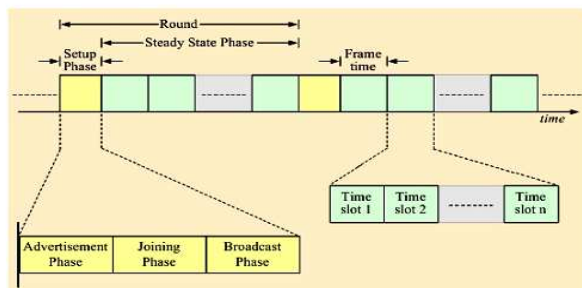 Round
Steady State Phase
Setup
Phase
Frame
time
time
Time
slot 1
Time
slot 2
Time
slot n
Advertisement
Phase
Joining
Phase
Broadcast
Phase